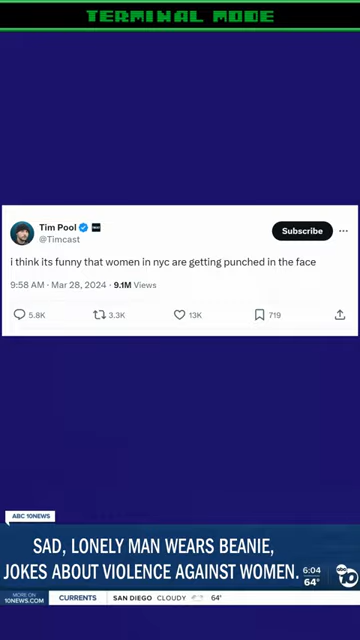 TERMINAL MODE
Tim Pool
@Timcast
Subscribe
i think its funny that women in nyc are getting punched in the face
9:58 AM · Mar 28, 2024 · 9.1M Views
5.8K 3.3K 13K 719
ABC 10NEWS
SAD, LONELY MAN WEARS BEANIE,
JOKES ABOUT VIOLENCE AGAINST WOMEN.
6:04
64°
abc 10
MORE ON
10NEWS.COM
CURRENTS
SAN DIEGO CLOUDY 64°